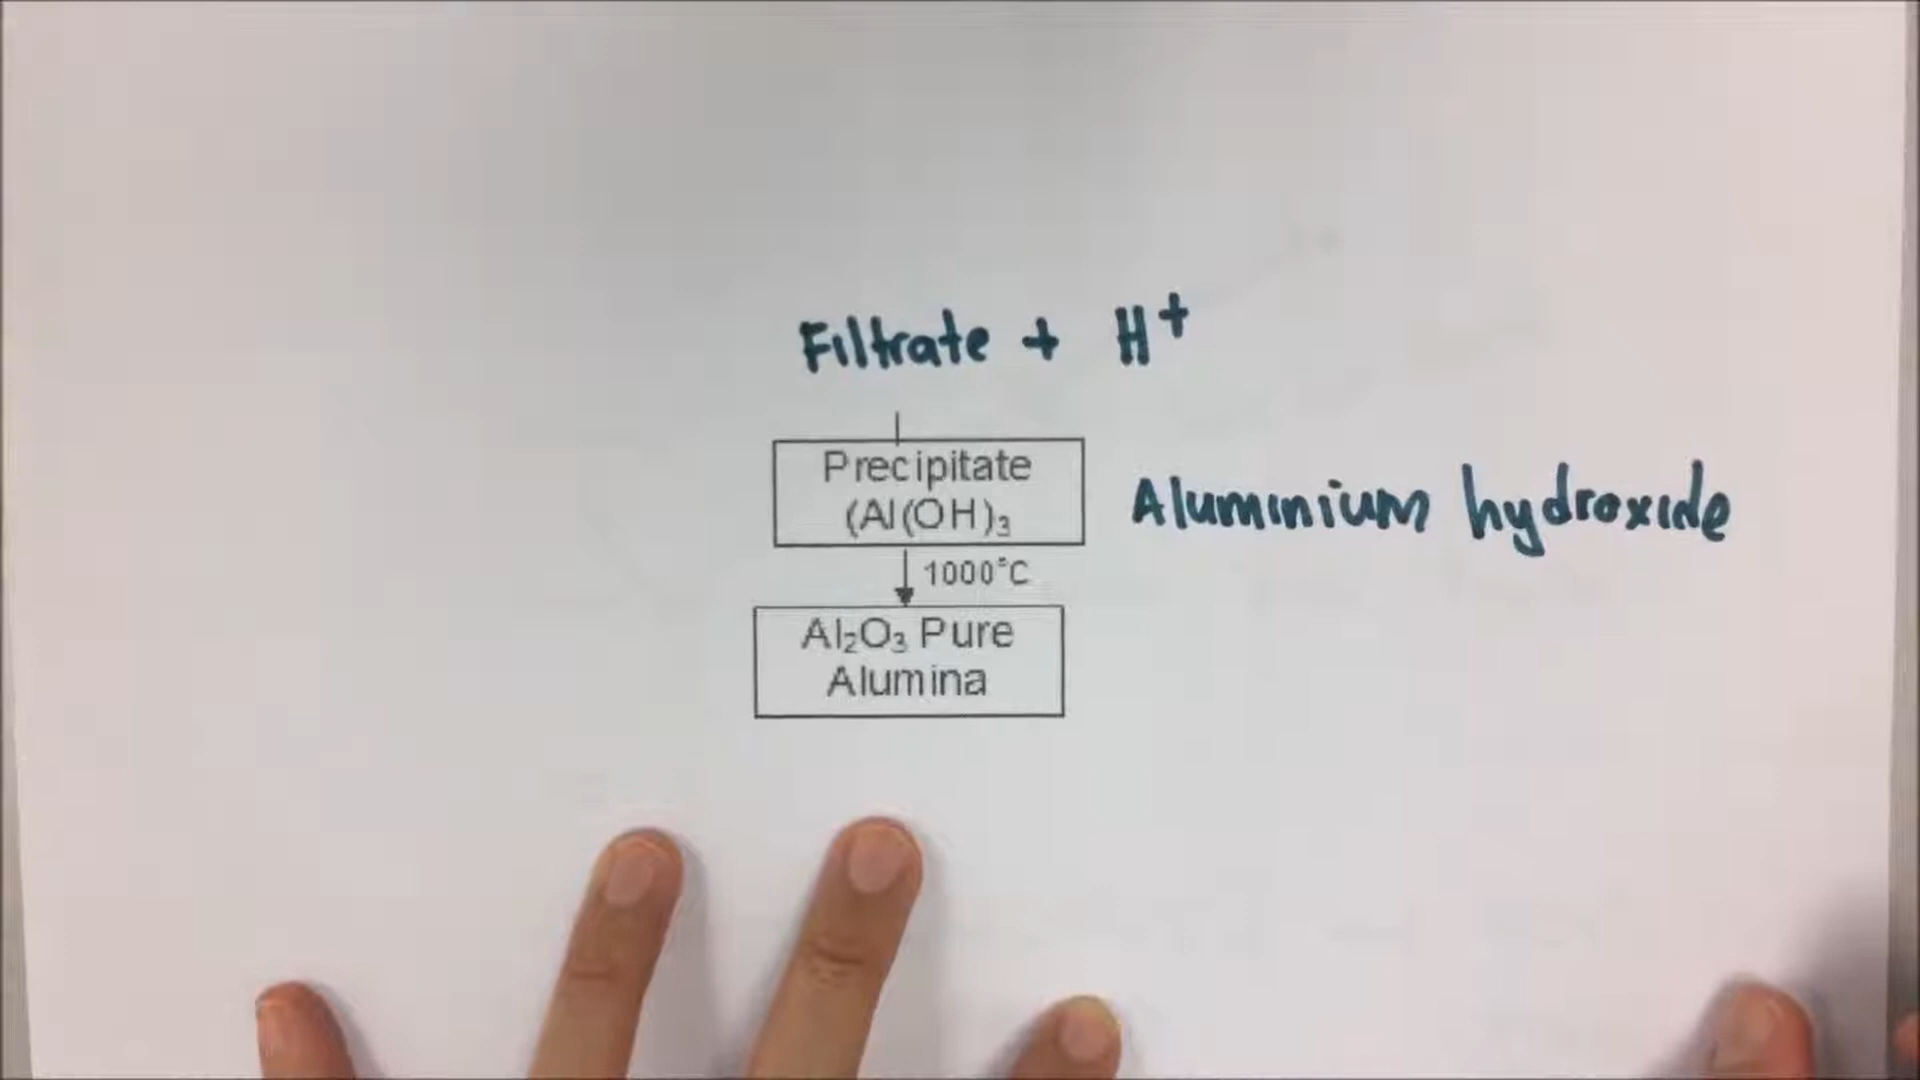 Filtrate + H⁺
Precipitate
(Al(OH)₃
Aluminium hydroxide
1000°C
Al₂O₃ Pure
Alumina